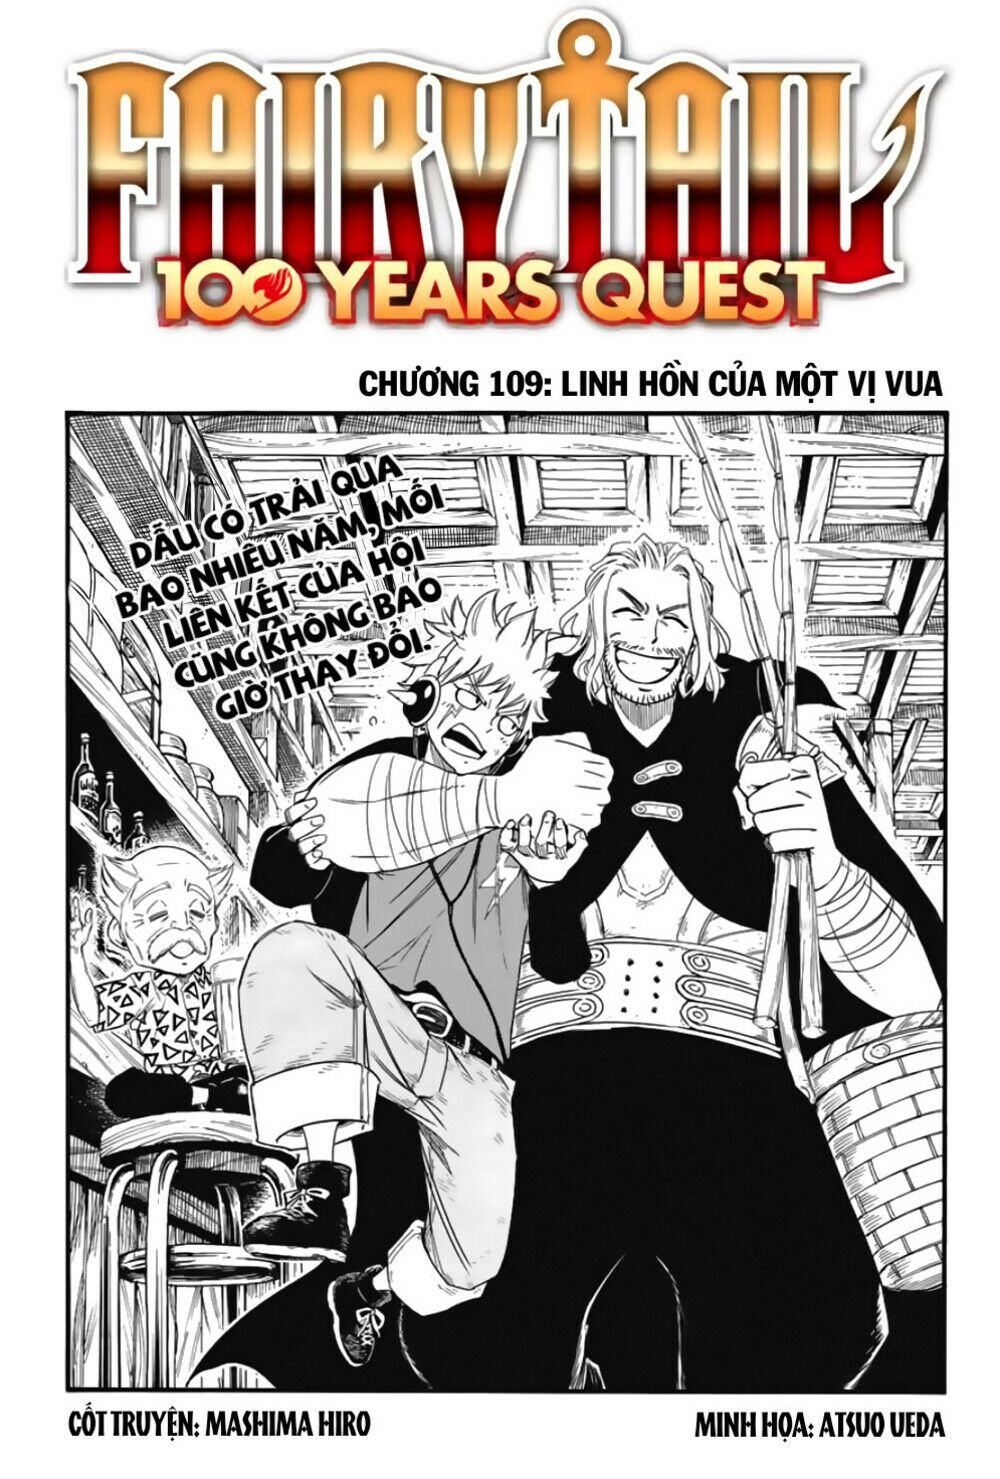 FAIRY TAIL
100 YEARS QUEST
CHƯƠNG 109: LINH HỒN CỦA MỘT VỊ VUA
DẪU CÓ TRẢI QUA
BAO NHIÊU NĂM, MỐI
LIÊN KẾT CỦA HỘI
CŨNG KHÔNG BAO
GIỜ THAY ĐỔI.
CỐT TRUYỆN: MASHIMA HIRO
MINH HỌA: ATSUO UEDA